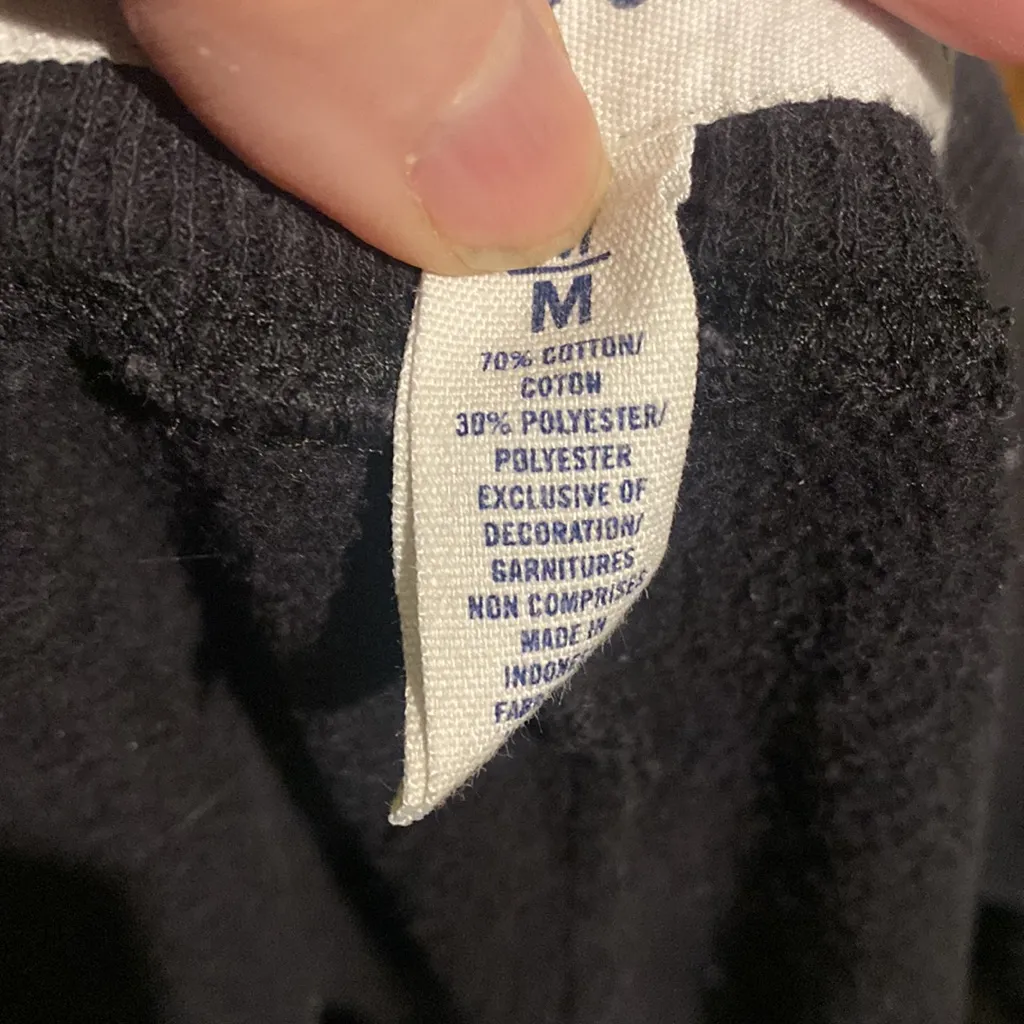 M
70% COTTON/
COTON
30% POLYESTER/
POLYESTER
EXCLUSIVE OF
DECORATION/
GARNITURES
NON COMPRISES
MADE IN